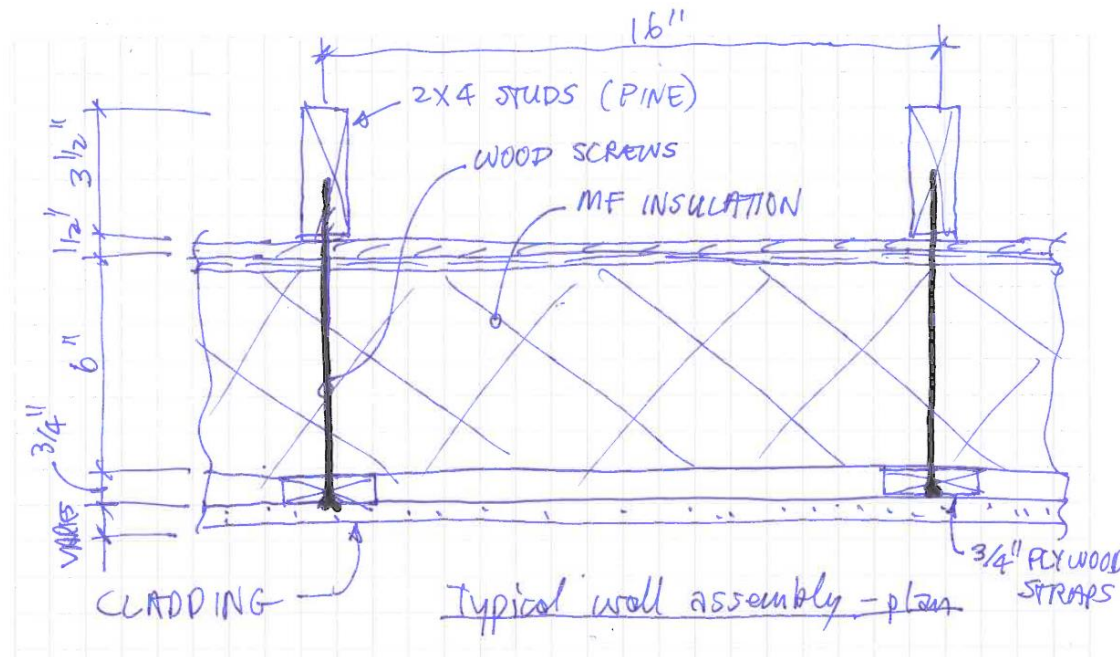 16"
2X4 STUDS (PINE)
WOOD SCREWS
MF INSULATION
3 1/2"
1/2"
6"
3/4"
VARIES
CLADDING
3/4" PLYWOOD
STRAPS
Typical wall assembly - plan